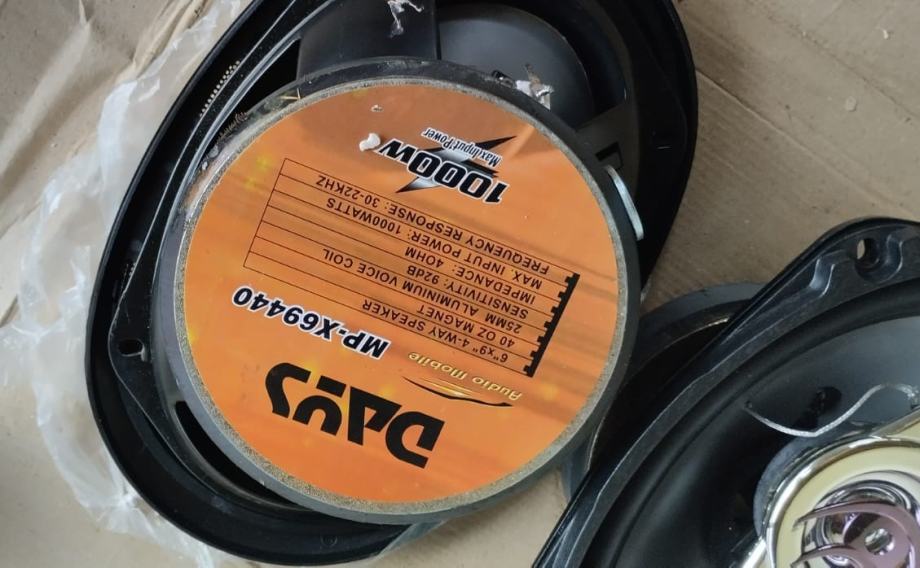 DAYS
Audio mobile
MP-X69440
6"x9" 4-WAY SPEAKER
40 OZ MAGNET
25MM ALUMINIUM VOICE COIL
SENSITIVITY: 92dB
IMPEDANCE: 4OHM
MAX. INPUT POWER: 1000WATTS
FREQUENCY RESPONSE: 30-22KHZ
1000W
Max Input Power